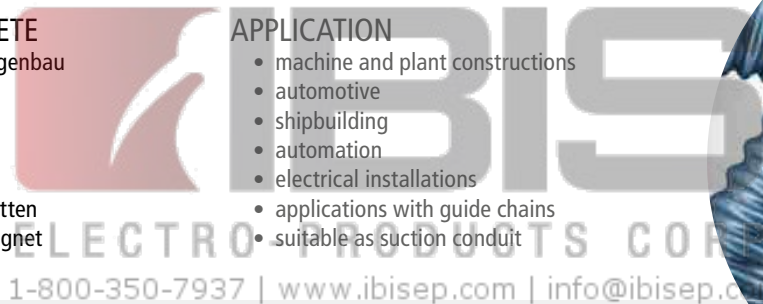 ETE
genbau
tten
gnet
APPLICATION
• machine and plant constructions
• automotive
• shipbuilding
• automation
• electrical installations
• applications with guide chains
• suitable as suction conduit
IBIS
ELECTRO-PRODUCTS COR
1-800-350-7937 | www.ibisep.com | info@ibisep.c